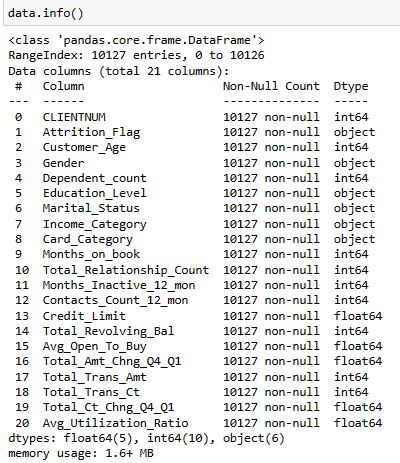 data.info()
<class 'pandas.core.frame.DataFrame'>
RangeIndex: 10127 entries, 0 to 10126
Data columns (total 21 columns):
 #   Column                    Non-Null Count  Dtype
---  ------                    --------------  -----
 0   CLIENTNUM                 10127 non-null  int64
 1   Attrition_Flag            10127 non-null  object
 2   Customer_Age              10127 non-null  int64
 3   Gender                    10127 non-null  object
 4   Dependent_count           10127 non-null  int64
 5   Education_Level           10127 non-null  object
 6   Marital_Status            10127 non-null  object
 7   Income_Category           10127 non-null  object
 8   Card_Category             10127 non-null  object
 9   Months_on_book            10127 non-null  int64
 10  Total_Relationship_Count  10127 non-null  int64
 11  Months_Inactive_12_mon    10127 non-null  int64
 12  Contacts_Count_12_mon     10127 non-null  int64
 13  Credit_Limit              10127 non-null  float64
 14  Total_Revolving_Bal       10127 non-null  int64
 15  Avg_Open_To_Buy           10127 non-null  float64
 16  Total_Amt_Chng_Q4_Q1      10127 non-null  float64
 17  Total_Trans_Amt           10127 non-null  int64
 18  Total_Trans_Ct            10127 non-null  int64
 19  Total_Ct_Chng_Q4_Q1       10127 non-null  float64
 20  Avg_Utilization_Ratio     10127 non-null  float64
dtypes: float64(5), int64(10), object(6)
memory usage: 1.6+ MB